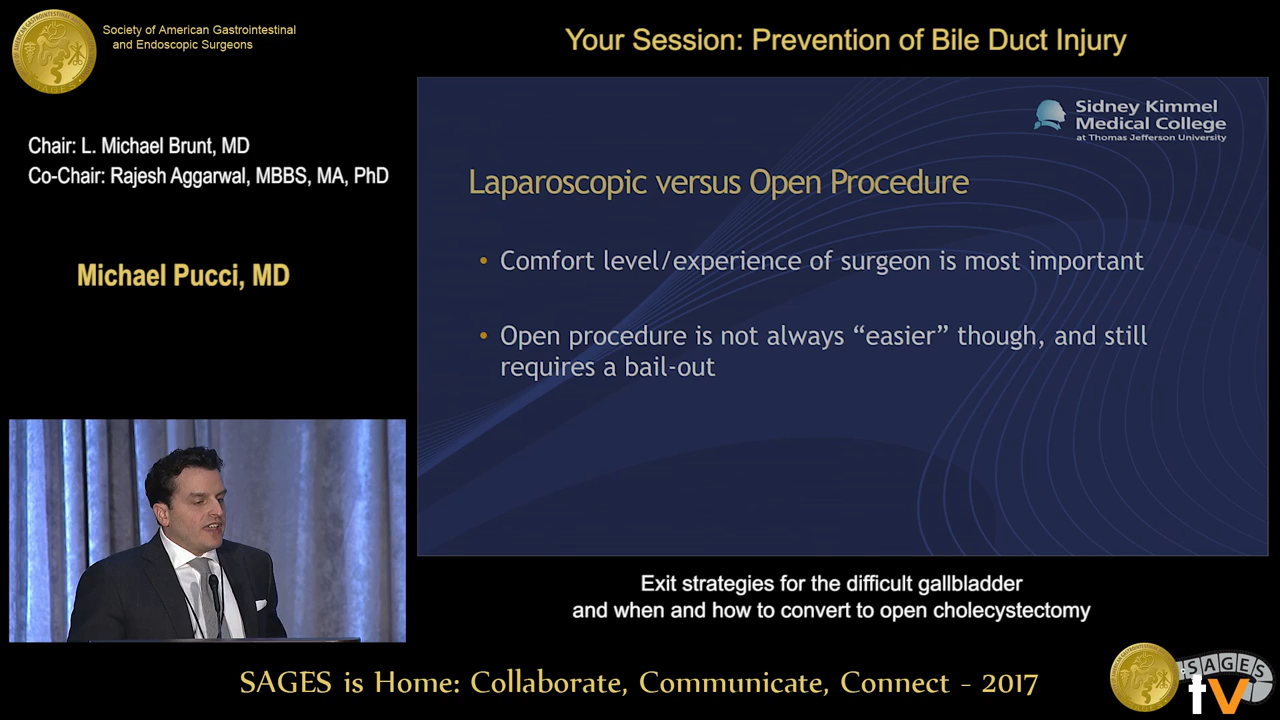 Society of American Gastrointestinal
and Endoscopic Surgeons
Your Session: Prevention of Bile Duct Injury
Chair: L. Michael Brunt, MD
Co-Chair: Rajesh Aggarwal, MBBS, MA, PhD
Michael Pucci, MD
Sidney Kimmel
Medical College
at Thomas Jefferson University
Laparoscopic versus Open Procedure
• Comfort level/experience of surgeon is most important
• Open procedure is not always “easier” though, and still
requires a bail-out
Exit strategies for the difficult gallbladder
and when and how to convert to open cholecystectomy
SAGES is Home: Collaborate, Communicate, Connect - 2017
SAGES
tv